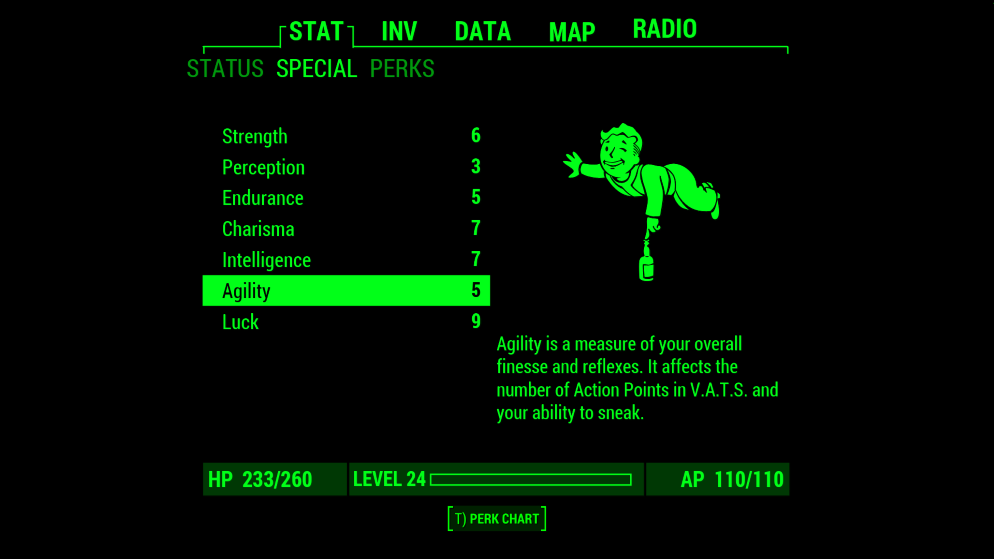 STAT INV DATA MAP RADIO
STATUS SPECIAL PERKS
Strength 6
Perception 3
Endurance 5
Charisma 7
Intelligence 7
Agility 5
Luck 9
Agility is a measure of your overall
finesse and reflexes. It affects the
number of Action Points in V.A.T.S. and
your ability to sneak.
HP 233/260 LEVEL 24 AP 110/110
[T) PERK CHART]